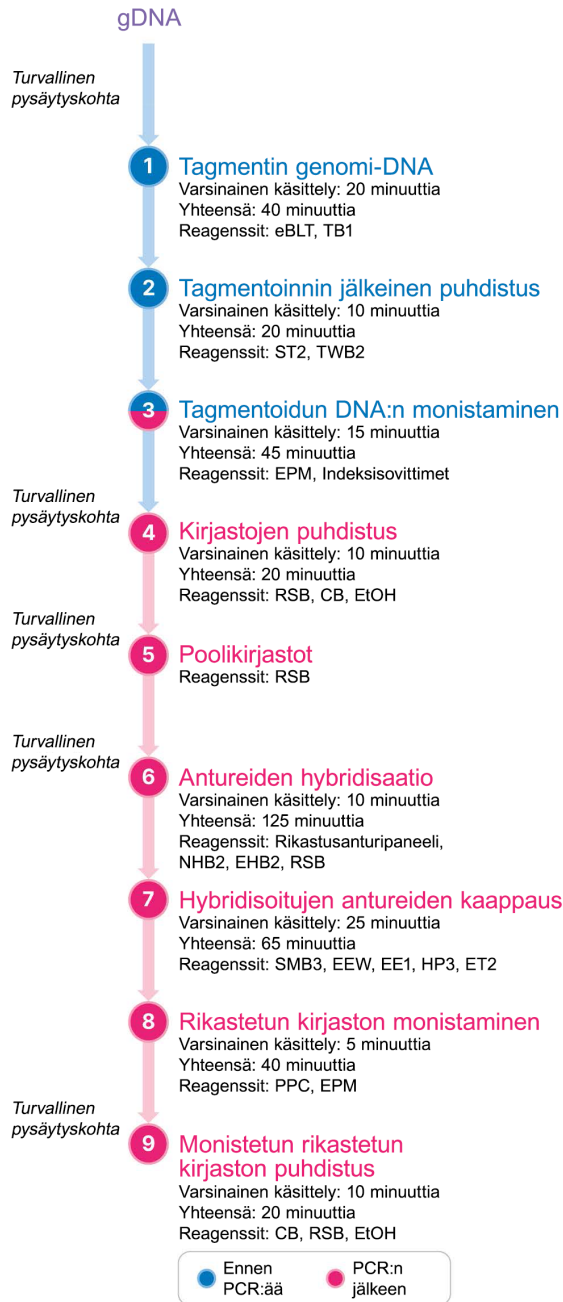 gDNA
Turvallinen
pysäytyskohta
1 Tagmentin genomi-DNA
Varsinainen käsittely: 20 minuuttia
Yhteensä: 40 minuuttia
Reagenssit: eBLT, TB1
2 Tagmentoinnin jälkeinen puhdistus
Varsinainen käsittely: 10 minuuttia
Yhteensä: 20 minuuttia
Reagenssit: ST2, TWB2
3 Tagmentoidun DNA:n monistaminen
Varsinainen käsittely: 15 minuuttia
Yhteensä: 45 minuuttia
Reagenssit: EPM, Indeksisovittimet
Turvallinen
pysäytyskohta
4 Kirjastojen puhdistus
Varsinainen käsittely: 10 minuuttia
Yhteensä: 20 minuuttia
Reagenssit: RSB, CB, EtOH
Turvallinen
pysäytyskohta
5 Poolikirjastot
Reagenssit: RSB
Turvallinen
pysäytyskohta
6 Antureiden hybridisaatio
Varsinainen käsittely: 10 minuuttia
Yhteensä: 125 minuuttia
Reagenssit: Rikastusanturipaneeli,
NHB2, EHB2, RSB
7 Hybridisoitujen antureiden kaappaus
Varsinainen käsittely: 25 minuuttia
Yhteensä: 65 minuuttia
Reagenssit: SMB3, EEW, EE1, HP3, ET2
8 Rikastetun kirjaston monistaminen
Varsinainen käsittely: 5 minuuttia
Yhteensä: 40 minuuttia
Reagenssit: PPC, EPM
Turvallinen
pysäytyskohta
9 Monistetun rikastetun
kirjaston puhdistus
Varsinainen käsittely: 10 minuuttia
Yhteensä: 20 minuuttia
Reagenssit: CB, RSB, EtOH
Ennen
PCR:ää
PCR:n
jälkeen